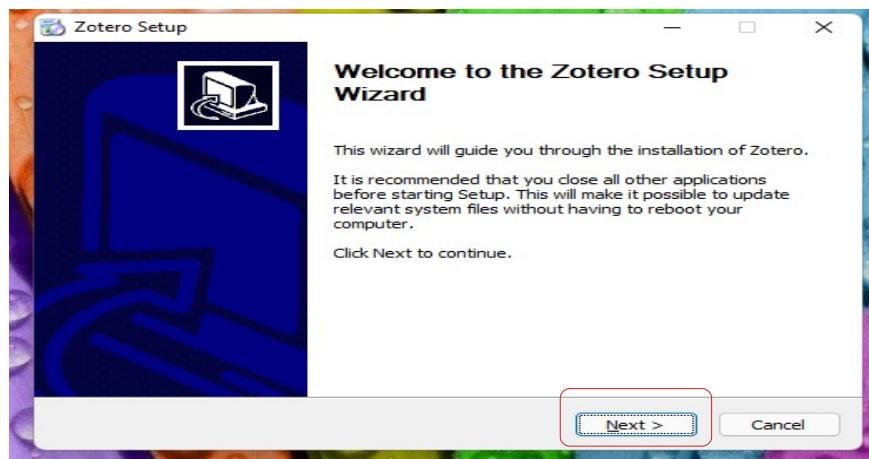 Zotero Setup
Welcome to the Zotero Setup
Wizard
This wizard will guide you through the installation of Zotero.
It is recommended that you close all other applications
before starting Setup. This will make it possible to update
relevant system files without having to reboot your
computer.
Click Next to continue.
Next >
Cancel